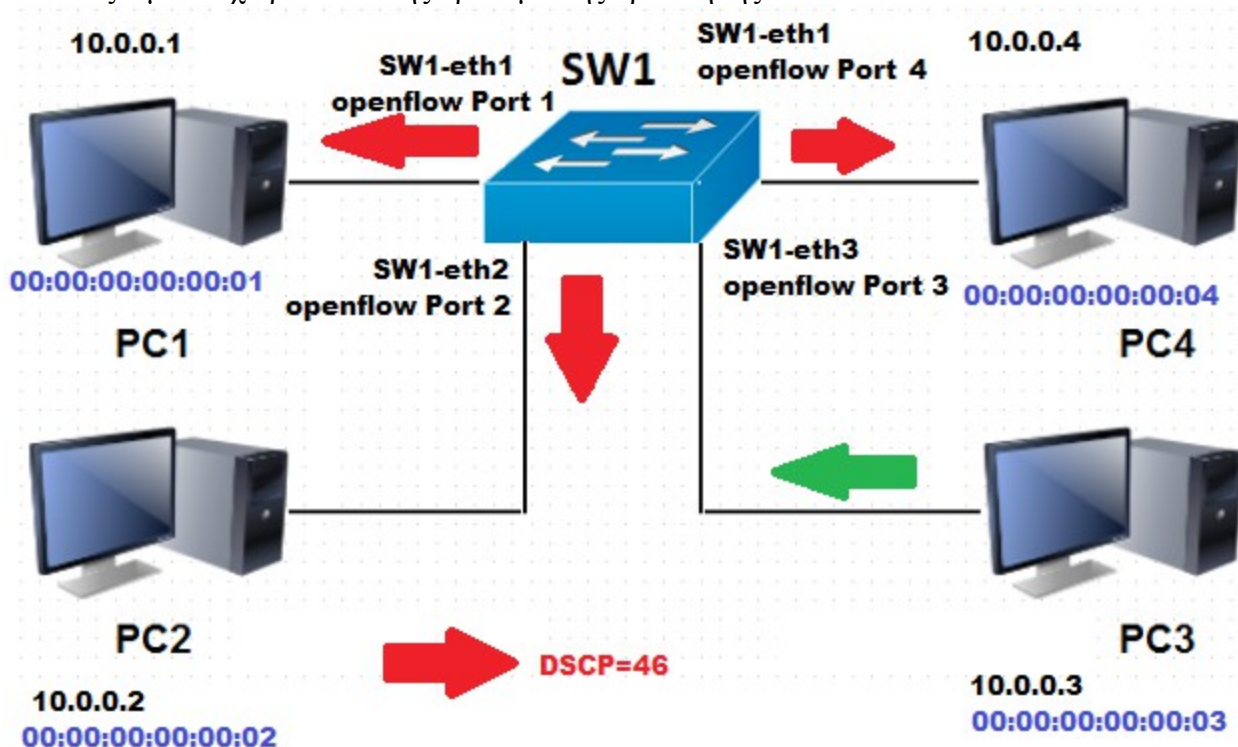 10.0.0.1
SW1-eth1
openflow Port 1
SW1
SW1-eth1
openflow Port 4
10.0.0.4
00:00:00:00:00:01
PC1
SW1-eth2
openflow Port 2
SW1-eth3
openflow Port 3
00:00:00:00:00:04
PC4
PC2
DSCP=46
PC3
10.0.0.2
00:00:00:00:00:02
10.0.0.3
00:00:00:00:00:03